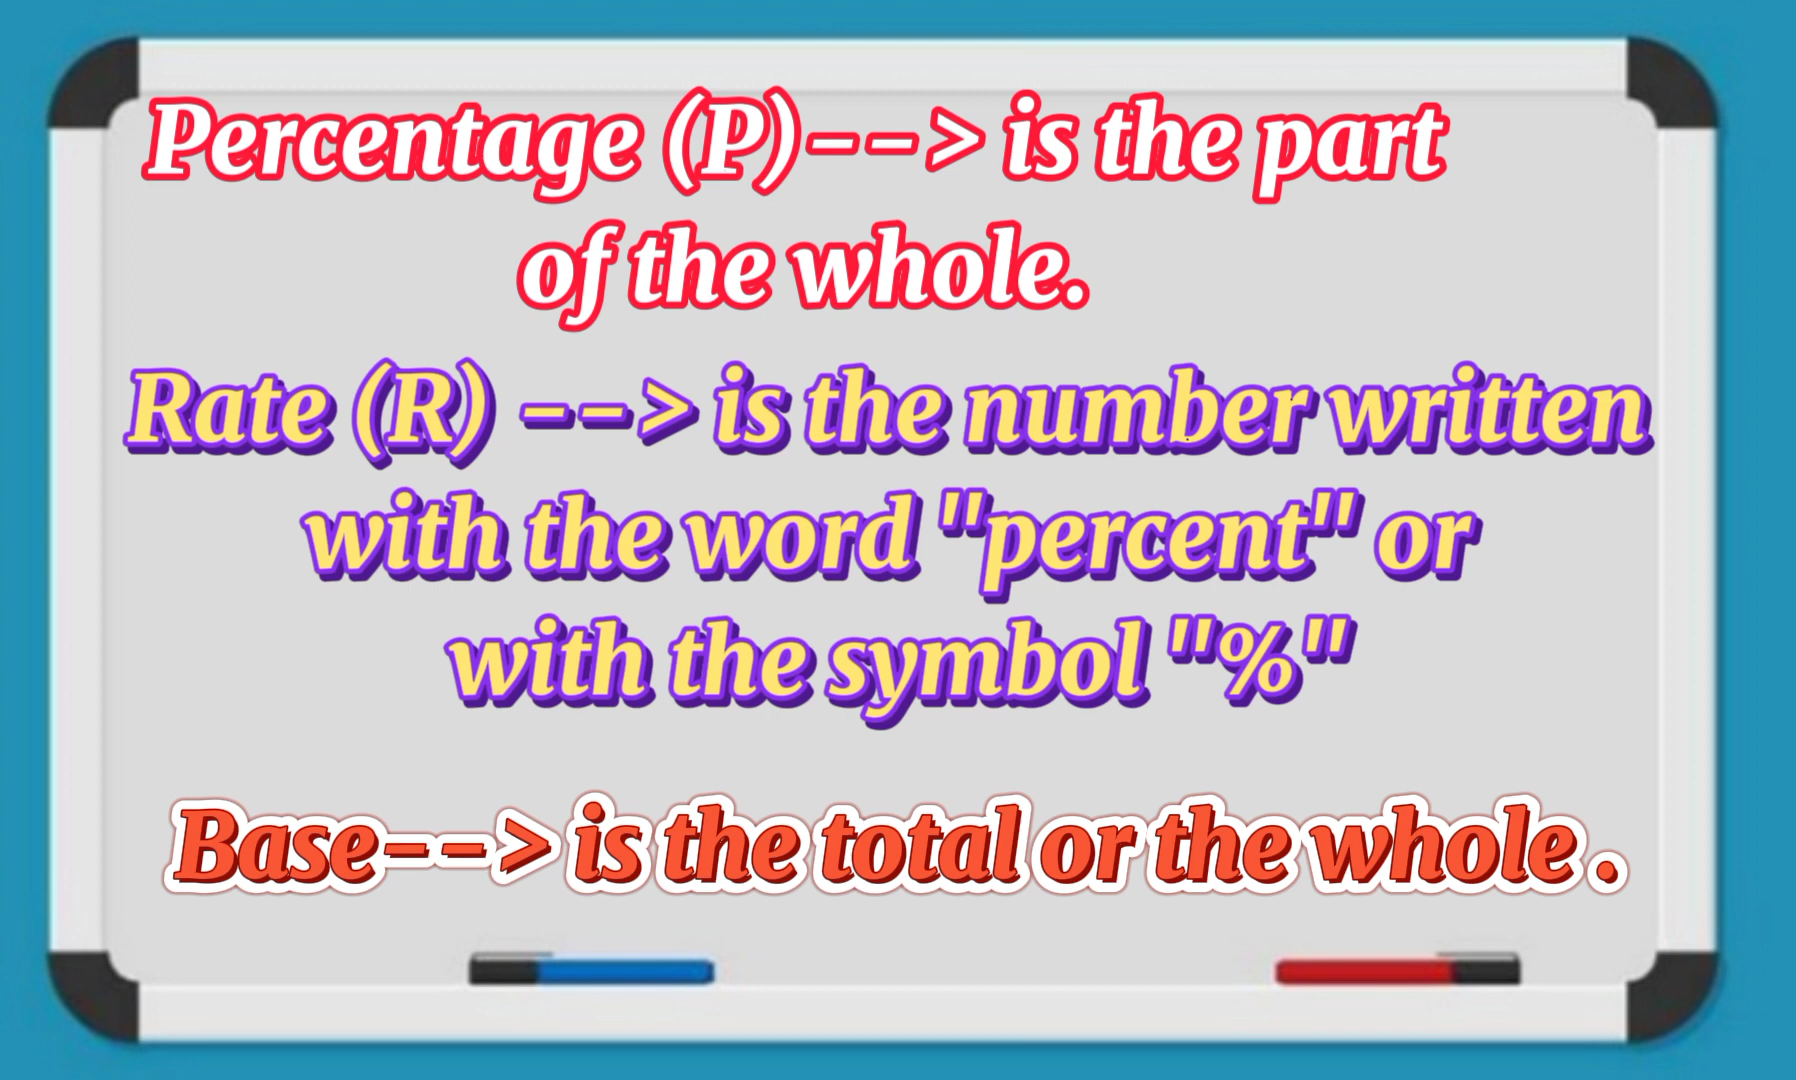 Percentage (P)--> is the part
of the whole.
Rate (R) --> is the number written
with the word "percent" or
with the symbol "%"
Base--> is the total or the whole .